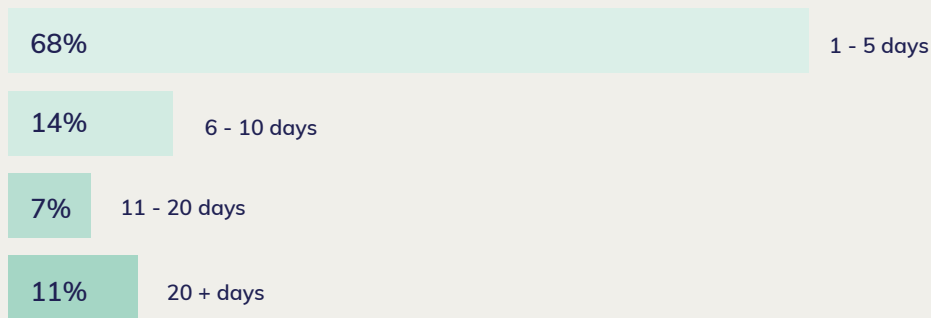 68%
1 - 5 days
14%
6 - 10 days
7%
11 - 20 days
11%
20 + days